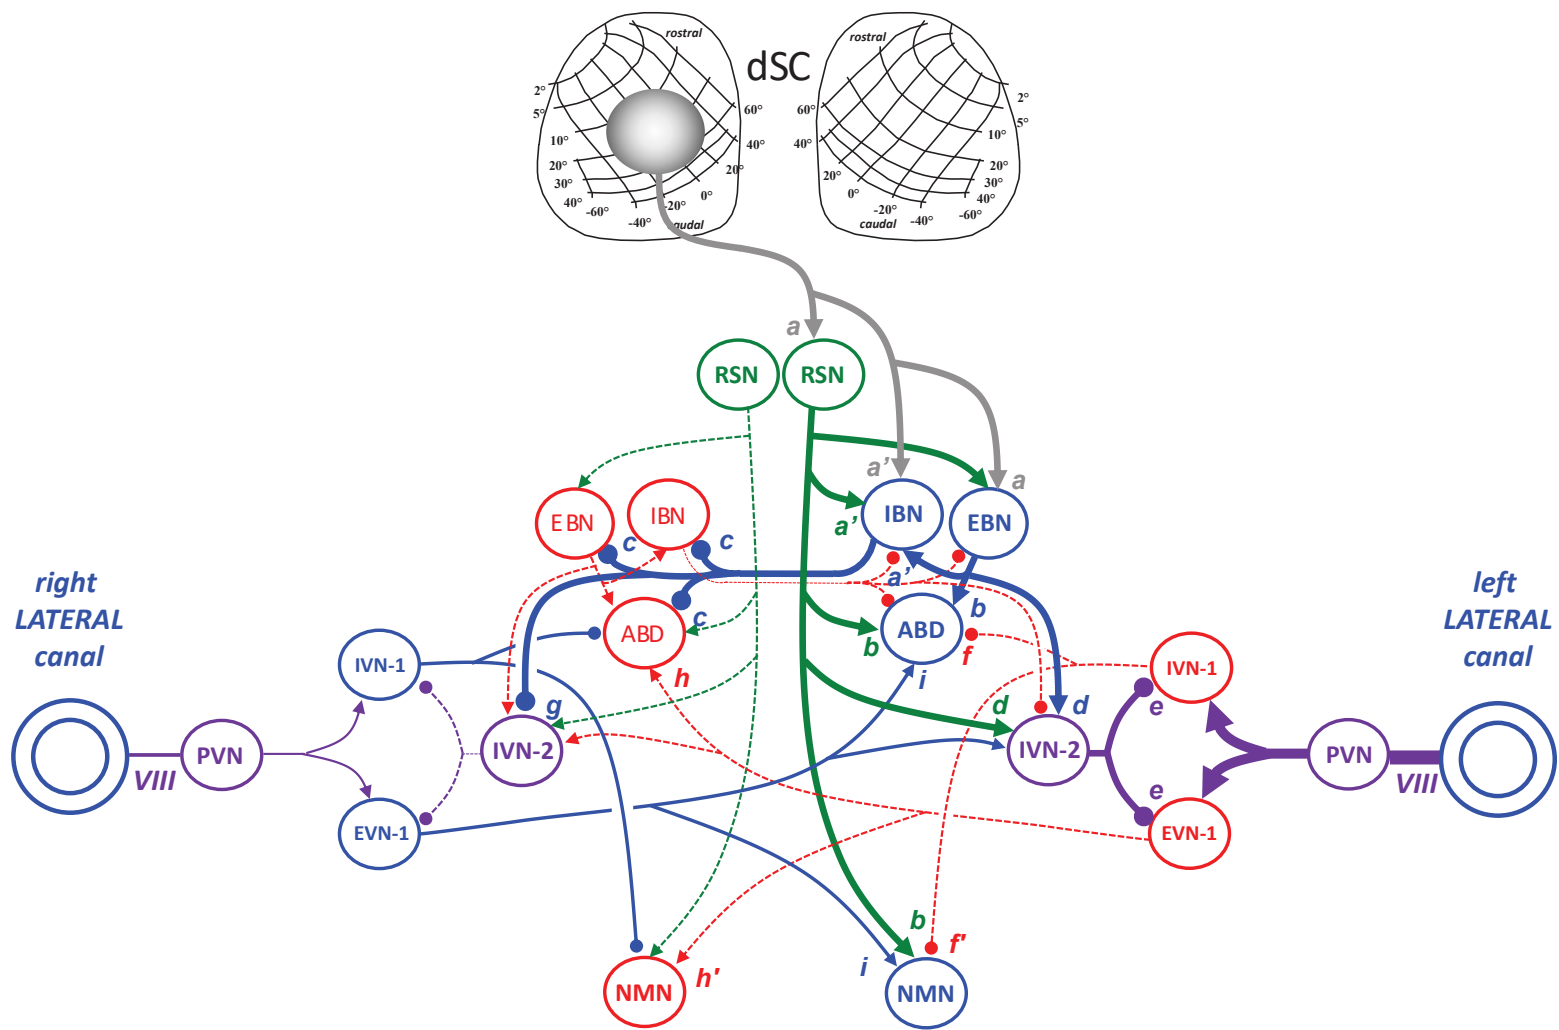 rostral
dSC
rostral
2°
5°
10°
20°
30°
40°
-60°
-40°
-20°
0°
20°
40°
60°
caudal
60°
40°
20°
0°
-20°
-40°
-60°
40°
30°
20°
10°
5°
2°
caudal
a
RSN
RSN
a'
a
EBN
IBN
IBN
EBN
a'
c
c
a'
b
c
ABD
ABD
b
f
h
i
right
LATERAL
canal
left
LATERAL
canal
IVN-1
IVN-1
g
d
d
e
VIII
PVN
IVN-2
IVN-2
PVN
VIII
e
EVN-1
EVN-1
b
f'
i
h'
NMN
NMN